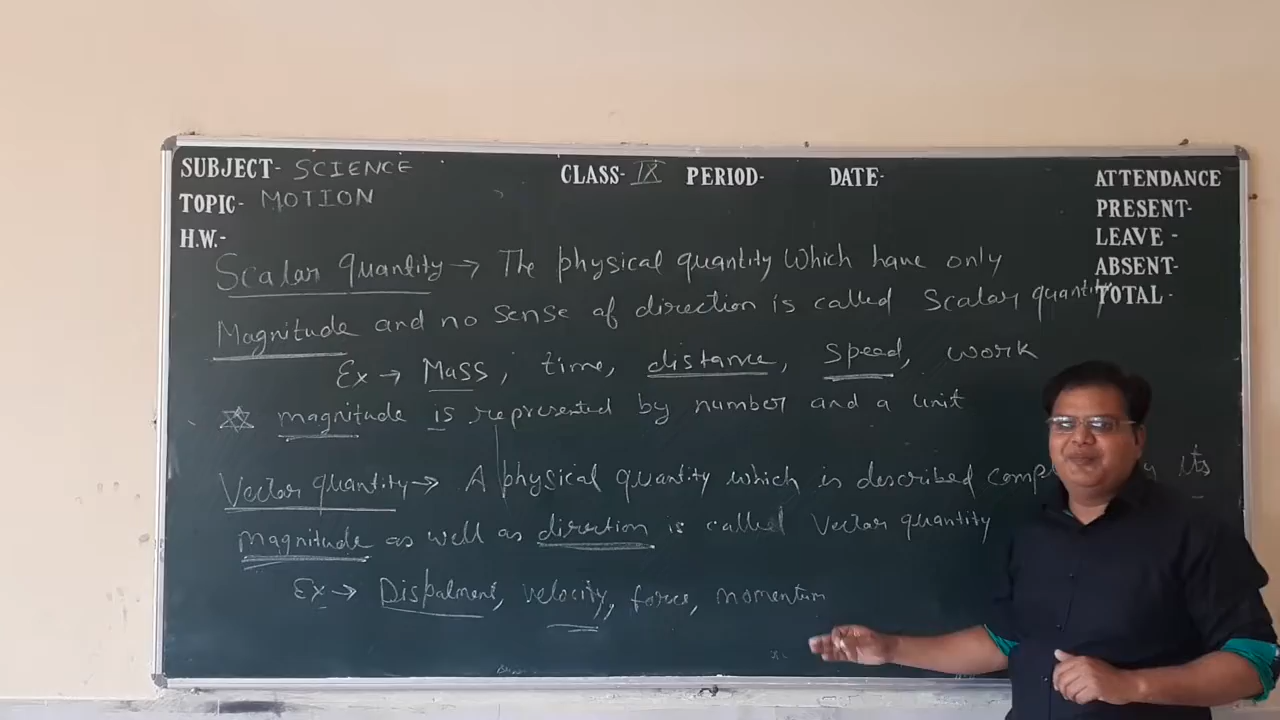 SUBJECT- SCIENCE
CLASS- IX PERIOD- DATE-
ATTENDANCE
TOPIC- MOTION
PRESENT-
H.W.-
LEAVE -
ABSENT-
TOTAL -
Scalar quantity → The physical quantity which have only
Magnitude and no sense of direction is called Scalar quantity
Ex → Mass, time, distance, speed, work
magnitude is represented by number and a unit
Vector quantity → A physical quantity which is described its
magnitude as well as direction is called Vector quantity
Ex → Dispalment, velocity, force, momentum